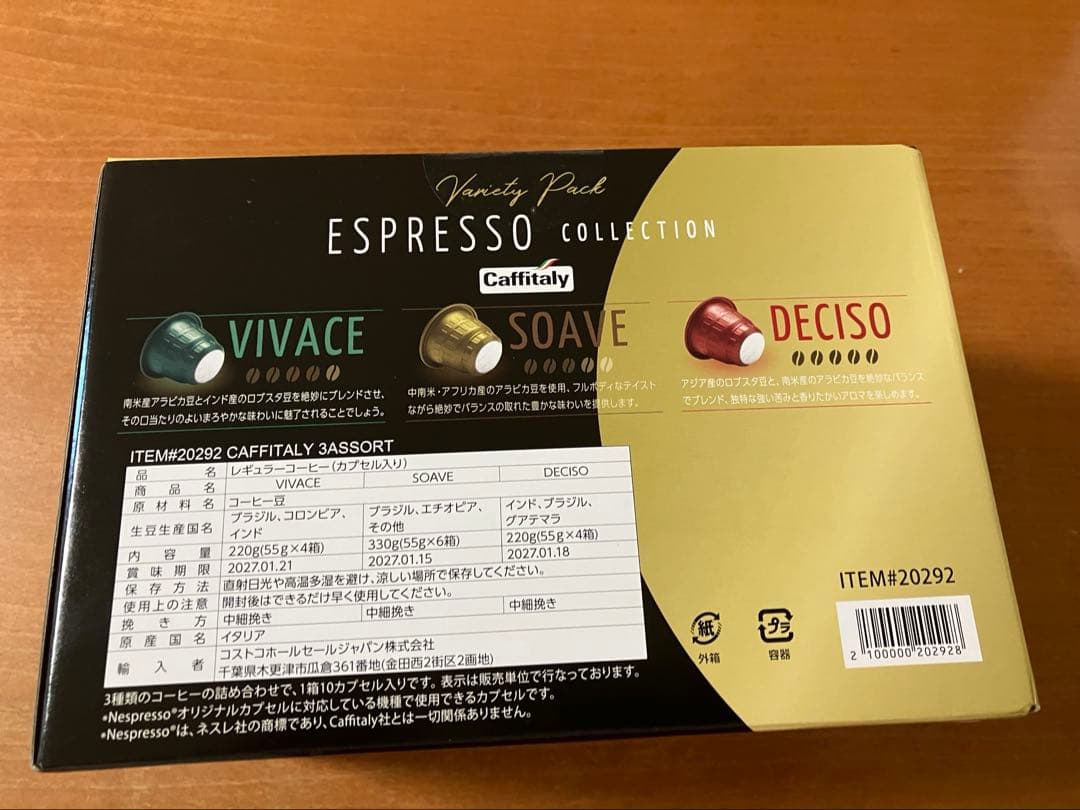 Variety Pack
ESPRESSO COLLECTION
Caffitaly
VIVACE
南米産アラビカ豆とインド産のロブスタ豆を絶妙にブレンドさせ、
その口当たりのよいまろやかな味わいに魅了されることでしょう。
SOAVE
中南米・アフリカ産のアラビカ豆を使用、フルボディなテイスト
ながら絶妙でバランスの取れた豊かな味わいを提供します。
DECISO
アジア産のロブスタ豆と、南米産のアラビカ豆を絶妙なバランス
でブレンド、独特な強い苦みと香りたかいアロマを楽しめます。
ITEM#20292 CAFFITALY 3ASSORT
品名 レギュラーコーヒー(カプセル入り)
商品名 VIVACE SOAVE DECISO
原材料名 コーヒー豆
生豆生産国名 ブラジル、コロンビア、インド ブラジル、エチオピア、その他 インド、ブラジル、グアテマラ
内容量 220g(55g×4箱) 330g(55g×6箱) 220g(55g×4箱)
賞味期限 2027.01.21 2027.01.15 2027.01.18
保存方法 直射日光や高温多湿を避け、涼しい場所で保存してください。
使用上の注意 開封後はできるだけ早く使用してください。
挽き方 中細挽き 中細挽き 中細挽き
原産国名 イタリア
輸入者 コストコホールセールジャパン株式会社
千葉県木更津市瓜倉361番地(金田西2街区2画地)
3種類のコーヒーの詰め合わせで、1箱10カプセル入りです。表示は販売単位で行なっております。
*Nespresso®オリジナルカプセルに対応している機種で使用できるカプセルです。
*Nespresso®は、ネスレ社の商標であり、Caffitaly社とは一切関係ありません。
ITEM#20292
紙
外箱
プラ
容器
2 100000 202928